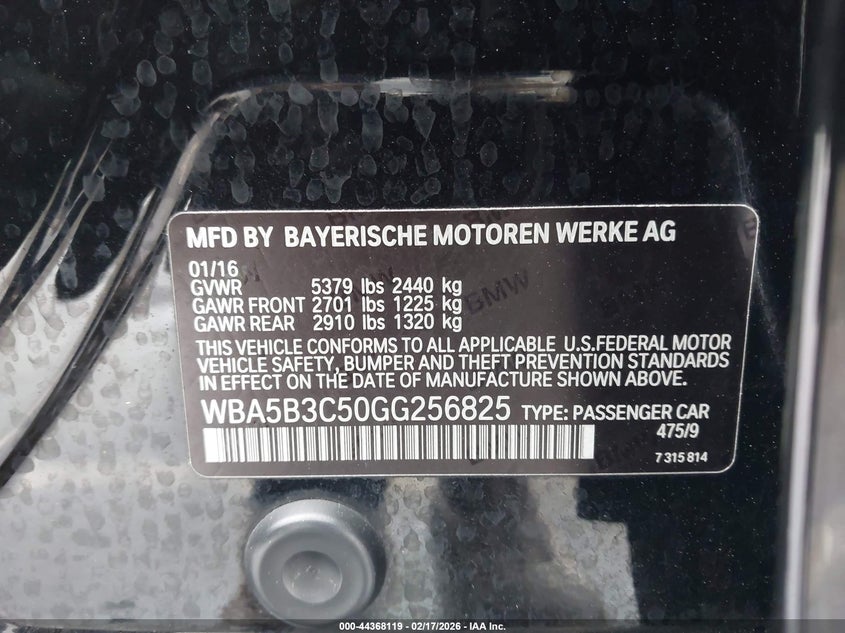 MFD BY BAYERISCHE MOTOREN WERKE AG
01/16
GVWR 5379 lbs 2440 kg
GAWR FRONT 2701 lbs 1225 kg
GAWR REAR 2910 lbs 1320 kg
THIS VEHICLE CONFORMS TO ALL APPLICABLE U.S.FEDERAL MOTOR
VEHICLE SAFETY, BUMPER AND THEFT PREVENTION STANDARDS
IN EFFECT ON THE DATE OF MANUFACTURE SHOWN ABOVE.
WBA5B3C50GG256825 TYPE: PASSENGER CAR
475/9
7 315 814
BMW
000-44368119 - 02/17/2026 - IAA Inc.